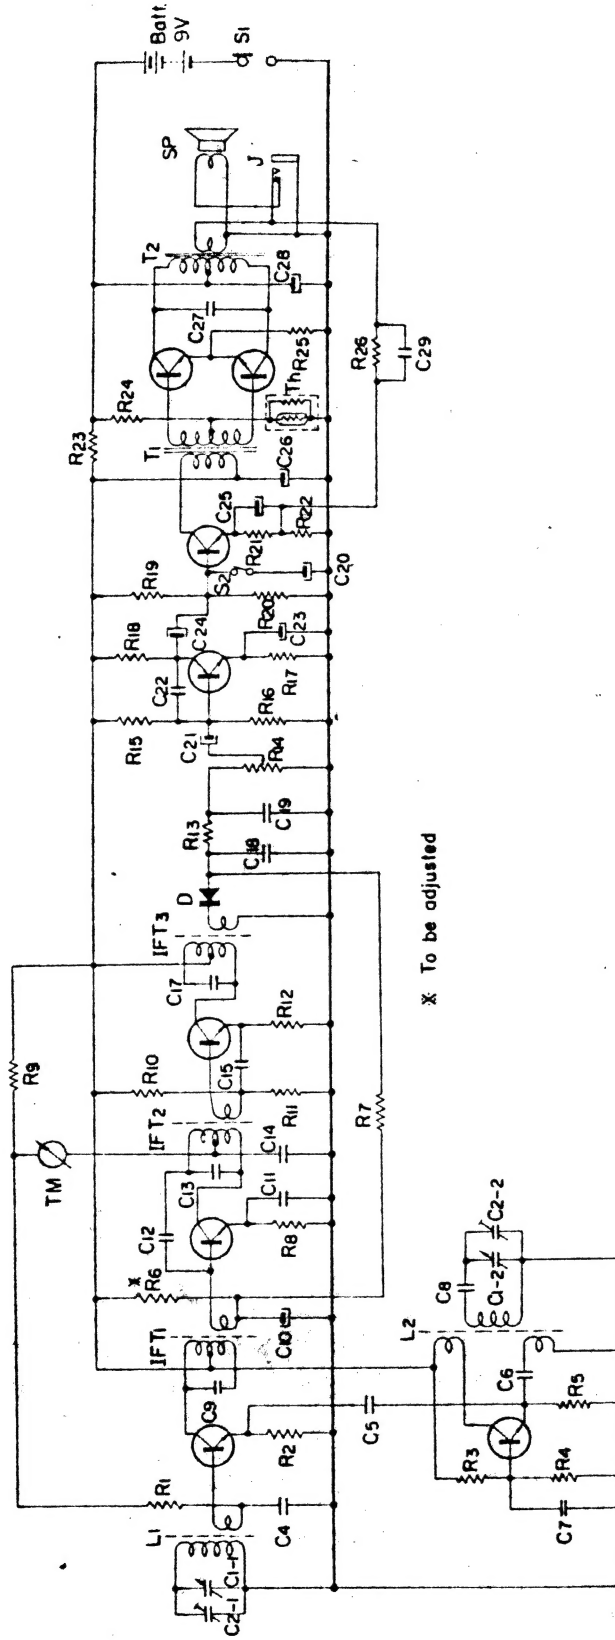 Batt.
9V
S1
SP
J
T2
C28
C27
R25
R24
Th
R26
C29
R23
T1
C26
C25
R22
R21
S2
C20
R19
R20
C24
C23
R18
C22
R17
R16
R15
C21
R14
C19
R13
C18
D
IFT3
C17
R12
R10
C15
R11
R9
IFT2
C14
C13
C11
R7
TM
C12
R8
*
R6
C10
IFT1
C9
R2
C5
R1
C4
L1
C1-1
C2-1
* To be adjusted
C2-2
C1-2
C8
L2
C6
R5
R3
R4
C7